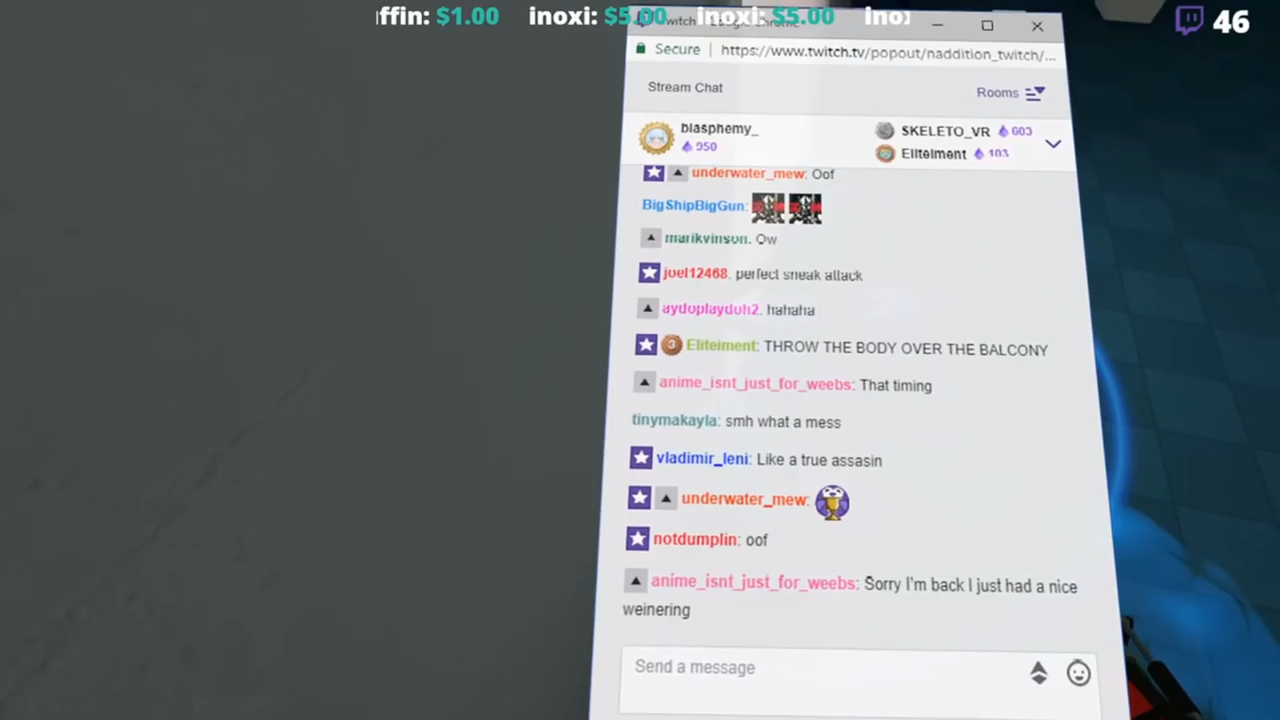 ffin: $1.00 inoxi: $5.00 inoxi: $5.00 inoxi
46
Secure | https://www.twitch.tv/popout/naddition_twitch/...
Stream Chat
Rooms
blasphemy_
950
SKELETO_VR 603
Eliteiment 103
underwater_mew: Oof
BigShipBigGun:
marikvinson: Ow
joel12468: perfect sneak attack
aydoplaydoh2: hahaha
3 Eliteiment: THROW THE BODY OVER THE BALCONY
anime_isnt_just_for_weebs: That timing
tinymakayla: smh what a mess
vladimir_leni: Like a true assasin
underwater_mew:
notdumplin: oof
anime_isnt_just_for_weebs: Sorry I'm back I just had a nice
weinering
Send a message